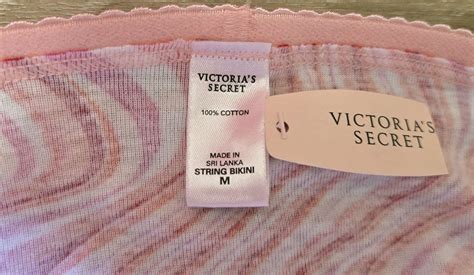 VICTORIA'S
SECRET
100% COTTON
MADE IN
SRI LANKA
STRING BIKINI
M
VICTORIA'S
SECRET